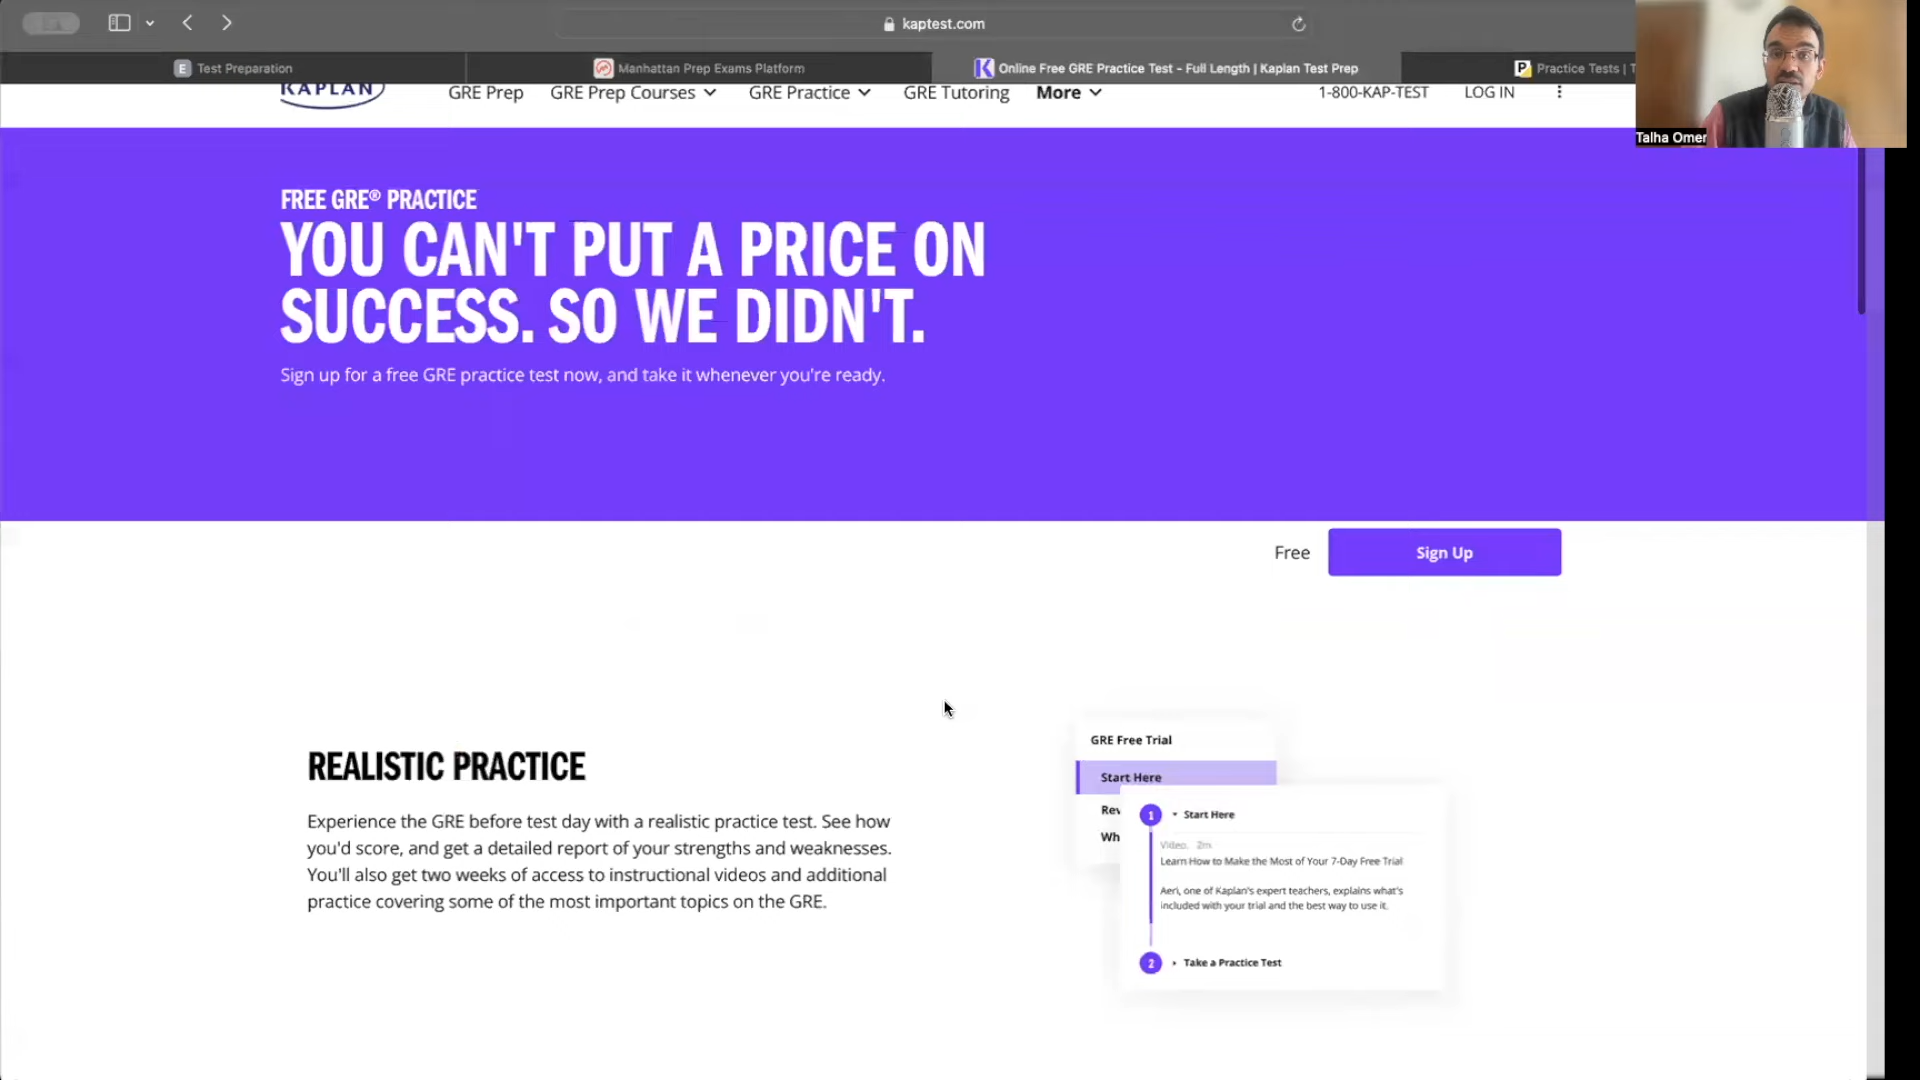 kaptest.com
E Test Preparation
Manhattan Prep Exams Platform
Online Free GRE Practice Test - Full Length | Kaplan Test Prep
Practice Tests | T
KAPLAN
GRE Prep
GRE Prep Courses
GRE Practice
GRE Tutoring
More
1-800-KAP-TEST
LOG IN
Talha Omer
FREE GRE® PRACTICE
YOU CAN'T PUT A PRICE ON
SUCCESS. SO WE DIDN'T.
Sign up for a free GRE practice test now, and take it whenever you're ready.
Free
Sign Up
REALISTIC PRACTICE
Experience the GRE before test day with a realistic practice test. See how
you'd score, and get a detailed report of your strengths and weaknesses.
You'll also get two weeks of access to instructional videos and additional
practice covering some of the most important topics on the GRE.
GRE Free Trial
Start Here
Rev
Wh
1 Start Here
Video. 2m
Learn How to Make the Most of Your 7-Day Free Trial
Aeri, one of Kaplan's expert teachers, explains what's
included with your trial and the best way to use it.
2 Take a Practice Test